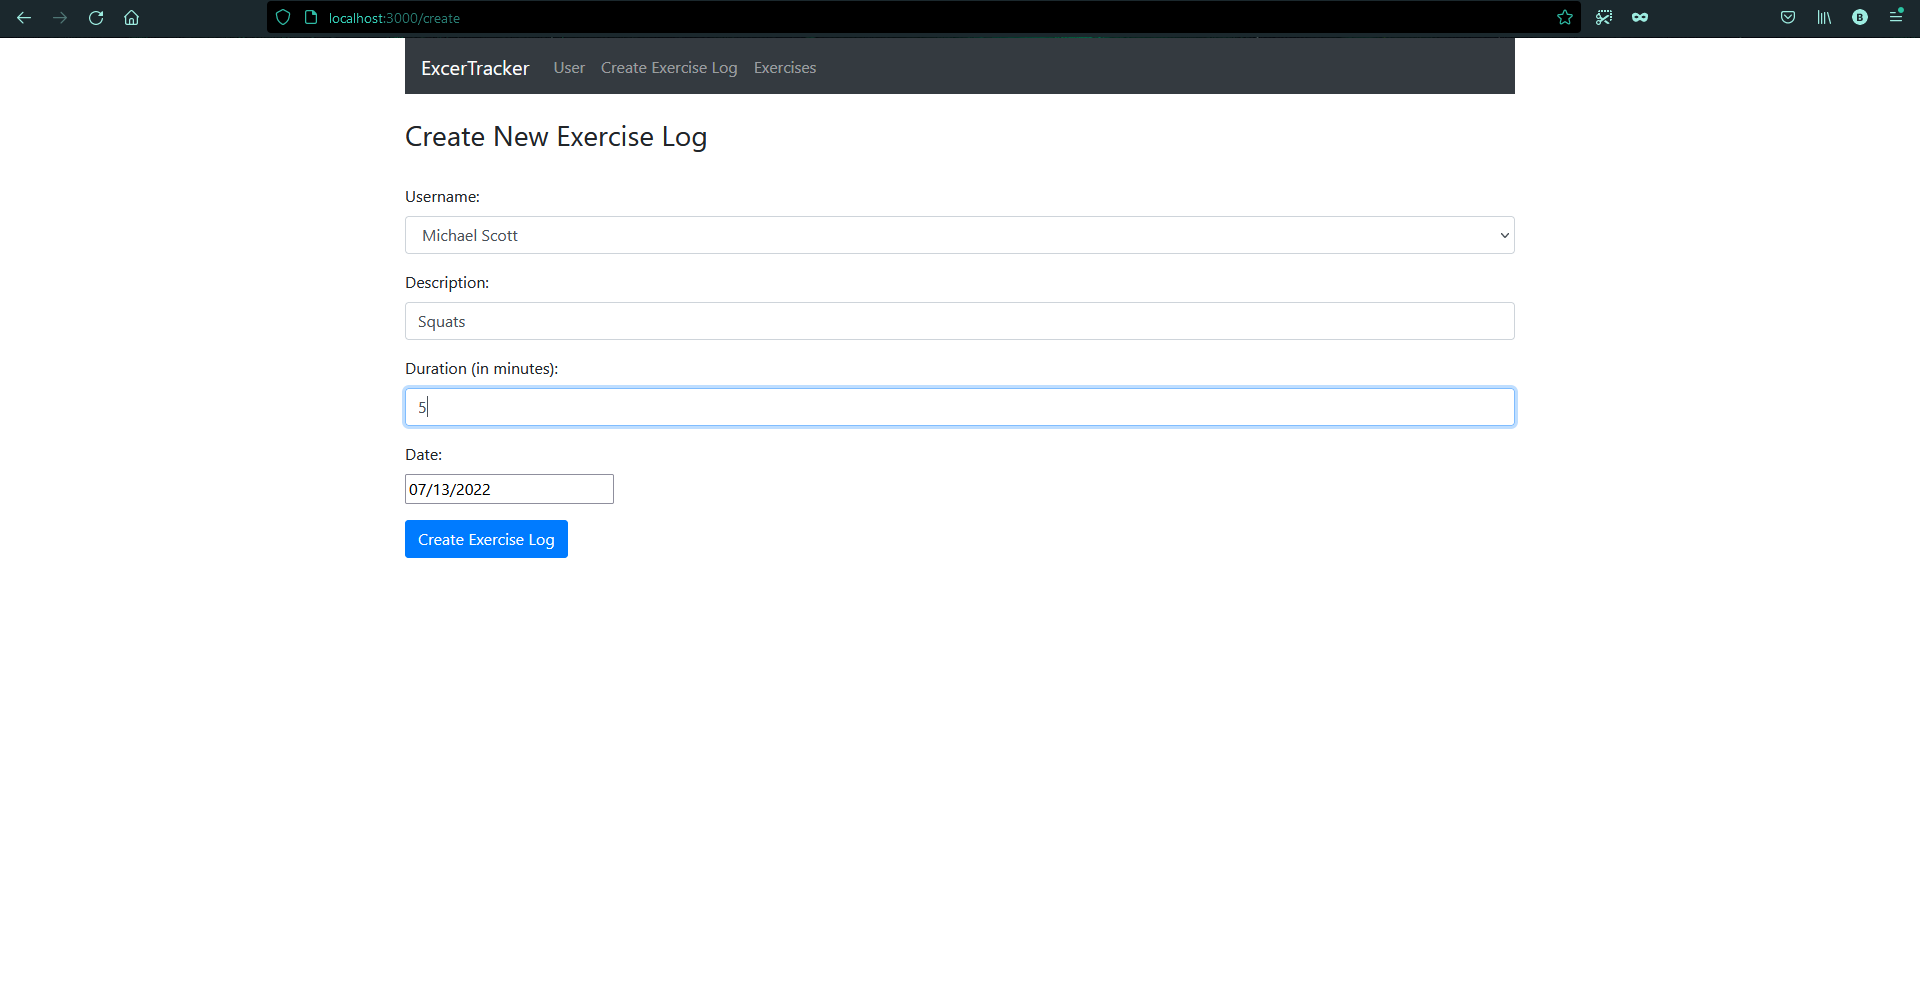 localhost:3000/create
B
ExcerTracker User Create Exercise Log Exercises
Create New Exercise Log
Username:
Michael Scott
Description:
Squats
Duration (in minutes):
5
Date:
07/13/2022
Create Exercise Log